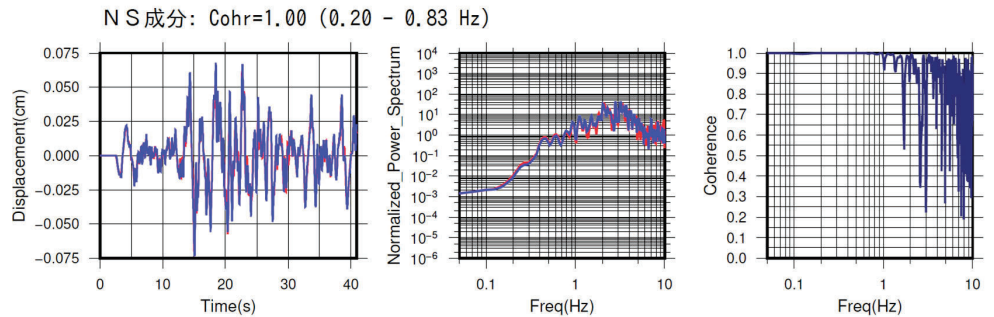 ＮＳ成分: Cohr=1.00 (0.20 - 0.83 Hz)
Displacement(cm)
0.075
0.050
0.025
0.000
−0.025
−0.050
−0.075
0 10 20 30 40
Time(s)
Normalized_Power_Spectrum
10⁴
10³
10²
10¹
10⁰
10⁻¹
10⁻²
10⁻³
10⁻⁴
10⁻⁵
10⁻⁶
0.1 1 10
Freq(Hz)
Coherence
1.0
0.9
0.8
0.7
0.6
0.5
0.4
0.3
0.2
0.1
0.0
0.1 1 10
Freq(Hz)